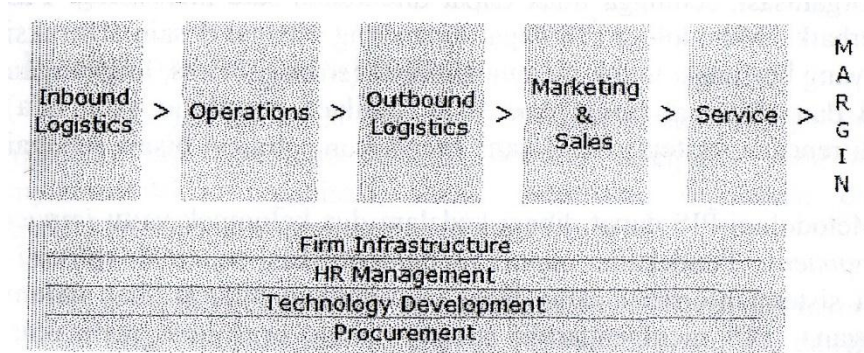 Inbound
Logistics
>
Operations
>
Outbound
Logistics
>
Marketing
&
Sales
>
Service
>
M
A
R
G
I
N
Firm Infrastructure
HR Management
Technology Development
Procurement